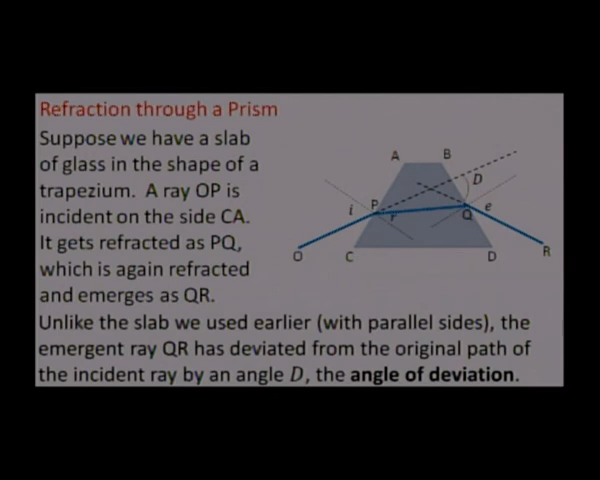 Refraction through a Prism
Suppose we have a slab
of glass in the shape of a
trapezium. A ray OP is
incident on the side CA.
It gets refracted as PQ,
which is again refracted
and emerges as QR.
Unlike the slab we used earlier (with parallel sides), the
emergent ray QR has deviated from the original path of
the incident ray by an angle D, the angle of deviation.
A B
D
i P r Q e
O C D R